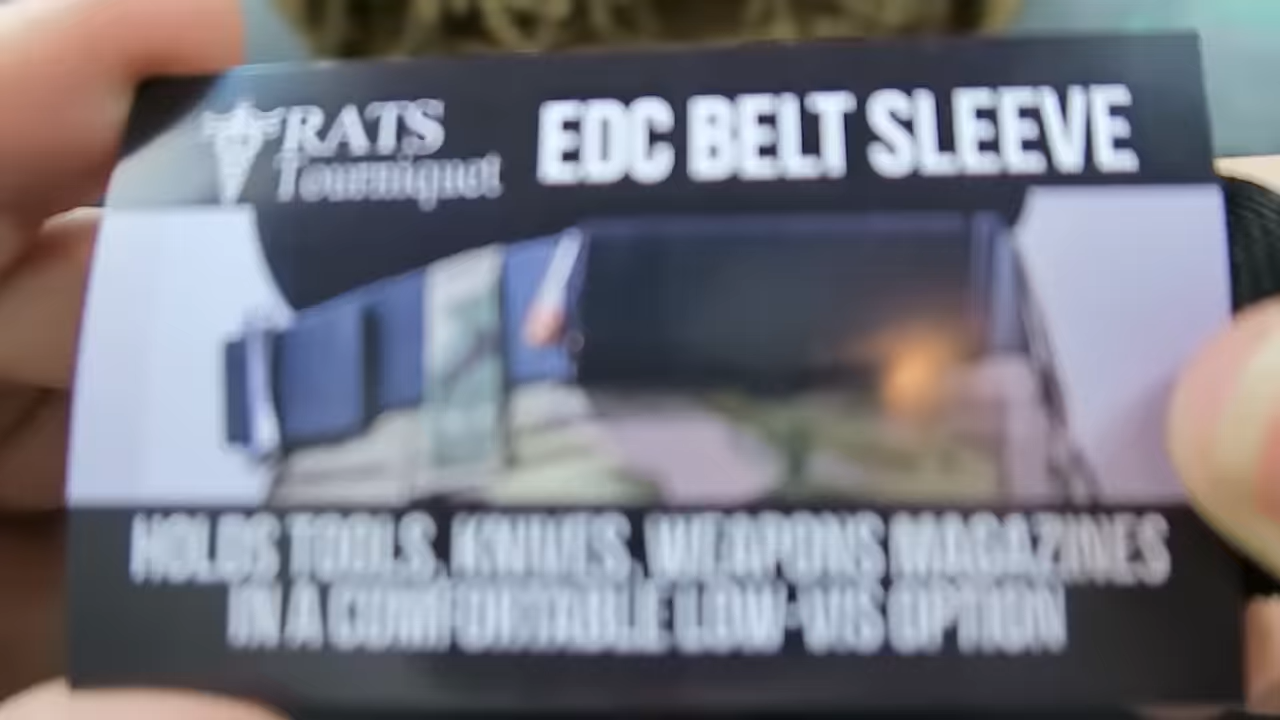 RATS
Tourniquet
EDC BELT SLEEVE
HOLDS TOOLS, KNIVES, WEAPONS MAGAZINES
IN A COMFORTABLE LOW-VIS OPTION